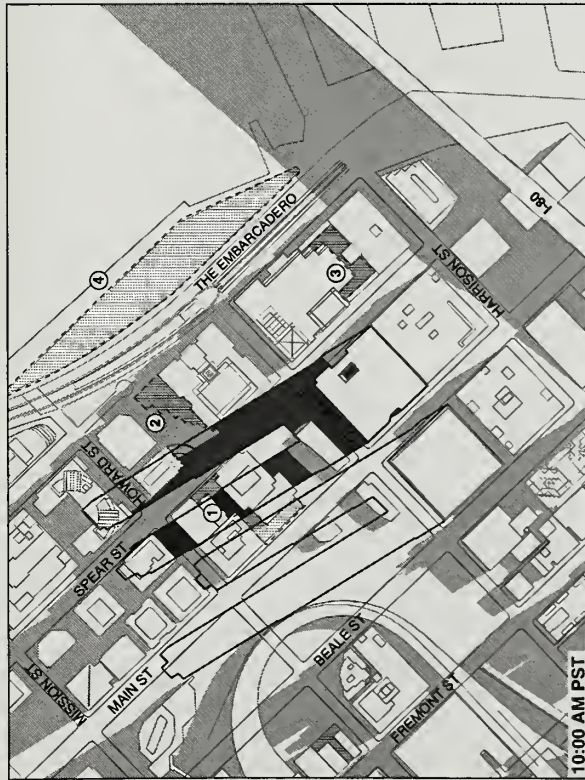 ④
THE EMBARCADERO
③
I-80
HARRISON ST
②
HOWARD ST
①
SPEAR ST
MISSION ST
MAIN ST
BEALE ST
FREMONT ST
10:00 AM PST